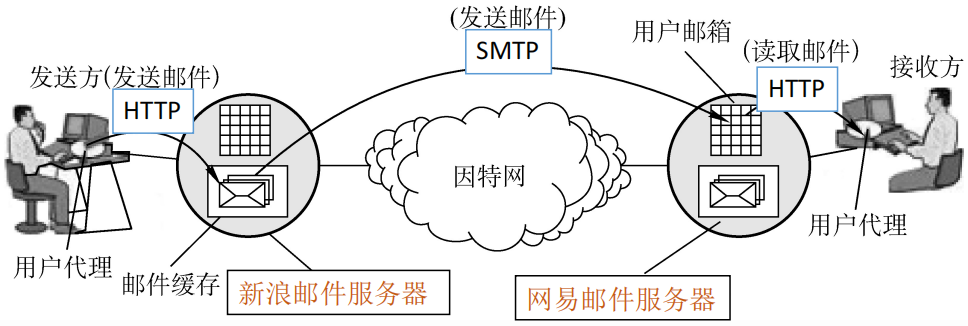 (发送邮件)
SMTP
用户邮箱
(读取邮件)
HTTP
接收方
发送方(发送邮件)
HTTP
因特网
用户代理
邮件缓存
新浪邮件服务器
网易邮件服务器
用户代理